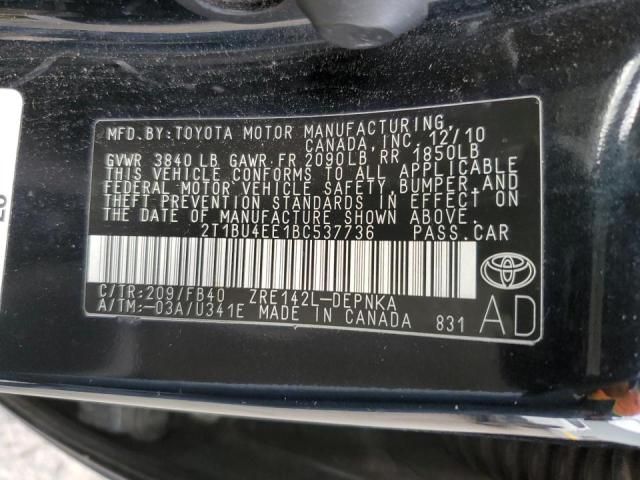 MFD.BY:TOYOTA MOTOR MANUFACTURING,
CANADA, INC. 12/10
GVWR 3840 LB GAWR FR 2090LB RR 1850LB
THIS VEHICLE CONFORMS TO ALL APPLICABLE
FEDERAL MOTOR VEHICLE SAFETY, BUMPER, AND
THEFT PREVENTION STANDARDS IN EFFECT ON
THE DATE OF MANUFACTURE SHOWN ABOVE.
2T1BU4EE1BC537736 PASS.CAR
C/TR:209/FB40 ZRE142L-DEPNKA
A/TM:-03A/U341E MADE IN CANADA 831
AD